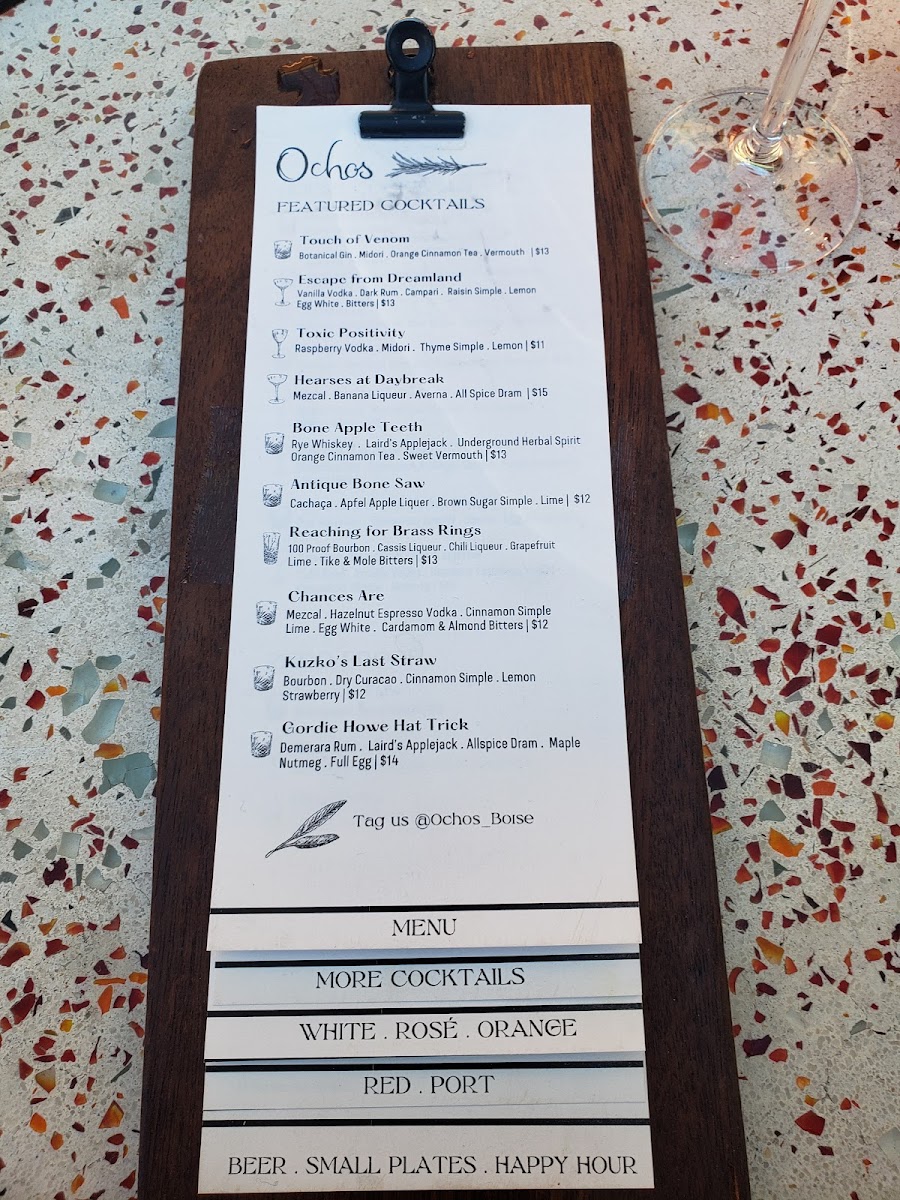 Ochos
FEATURED COCKTAILS
Touch of Venom
Botanical Gin . Midori . Orange Cinnamon Tea . Vermouth | $13
Escape from Dreamland
Vanilla Vodka . Dark Rum . Campari . Raisin Simple . Lemon
Egg White . Bitters | $13
Toxic Positivity
Raspberry Vodka . Midori . Thyme Simple . Lemon | $11
Hearses at Daybreak
Mezcal . Banana Liqueur . Averna . All Spice Dram | $15
Bone Apple Teeth
Rye Whiskey . Laird's Applejack . Underground Herbal Spirit
Orange Cinnamon Tea . Sweet Vermouth | $13
Antique Bone Saw
Cachaça . Apfel Apple Liquer . Brown Sugar Simple . Lime | $12
Reaching for Brass Rings
100 Proof Bourbon . Cassis Liqueur . Chili Liqueur . Grapefruit
Lime . Tike & Mole Bitters | $13
Chances Are
Mezcal . Hazelnut Espresso Vodka . Cinnamon Simple
Lime . Egg White . Cardamom & Almond Bitters | $12
Kuzko's Last Straw
Bourbon . Dry Curacao . Cinnamon Simple . Lemon
Strawberry | $12
Gordie Howe Hat Trick
Demerara Rum . Laird's Applejack . Allspice Dram . Maple
Nutmeg . Full Egg | $14
Tag us @Ochos_Boise
MENU
MORE COCKTAILS
WHITE . ROSÉ . ORANGE
RED . PORT
BEER . SMALL PLATES . HAPPY HOUR